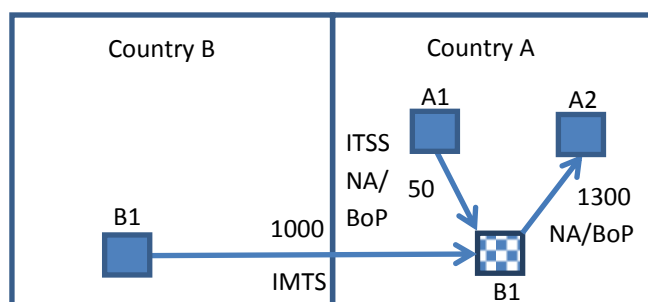 Country B
Country A
A1
A2
ITSS
NA/
BoP
50
1300
NA/BoP
B1
1000
IMTS
B1